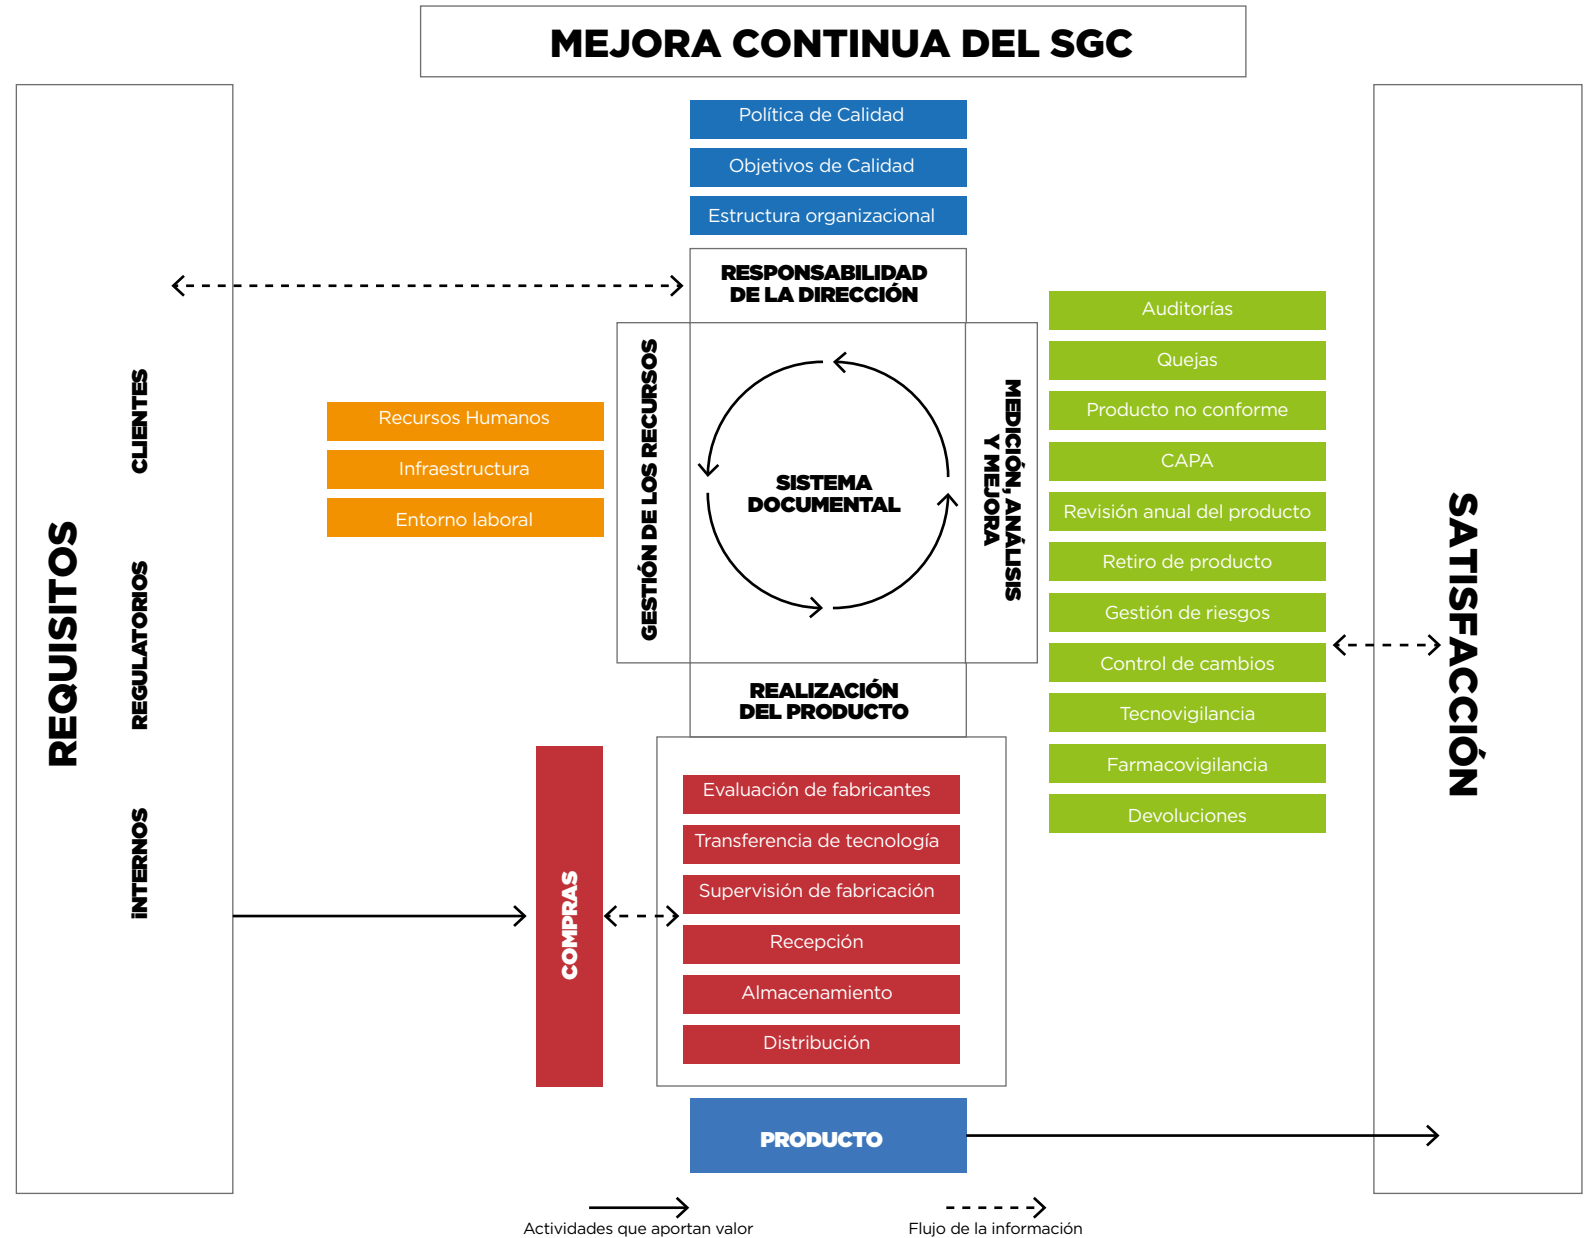 MEJORA CONTINUA DEL SGC
REQUISITOS
CLIENTES
REGULATORIOS
iNTERNOS
Política de Calidad
Objetivos de Calidad
Estructura organizacional
RESPONSABILIDAD
DE LA DIRECCIÓN
Recursos Humanos
Infraestructura
Entorno laboral
GESTIÓN DE LOS RECURSOS
SISTEMA
DOCUMENTAL
MEDICIÓN, ANÁLISIS
Y MEJORA
Auditorías
Quejas
Producto no conforme
CAPA
Revisión anual del producto
Retiro de producto
Gestión de riesgos
Control de cambios
Tecnovigilancia
Farmacovigilancia
Devoluciones
SATISFACCIÓN
REALIZACIÓN
DEL PRODUCTO
COMPRAS
Evaluación de fabricantes
Transferencia de tecnología
Supervisión de fabricación
Recepción
Almacenamiento
Distribución
PRODUCTO
Actividades que aportan valor
Flujo de la información